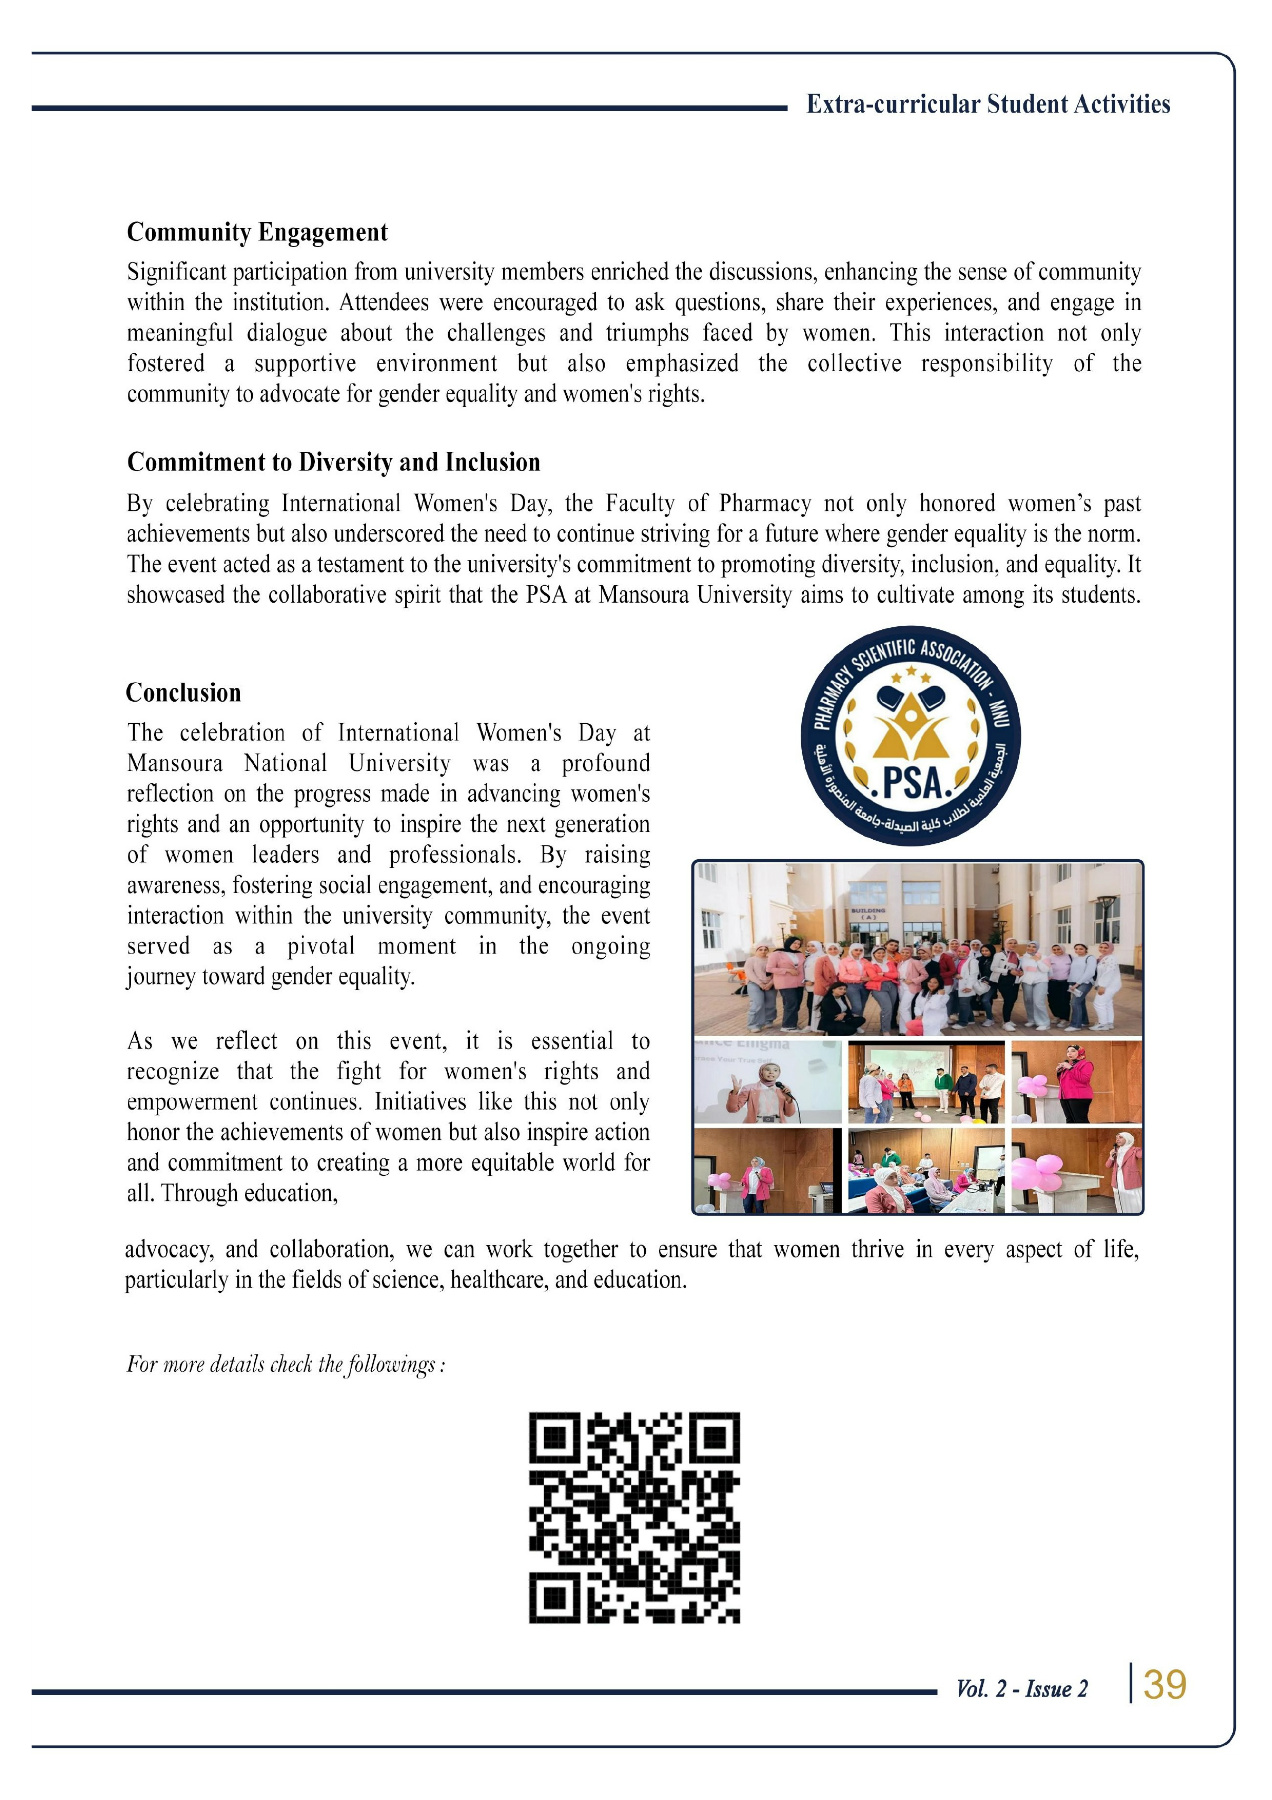 Extra-curricular Student Activities
Community Engagement
Significant participation from university members enriched the discussions, enhancing the sense of community
within the institution. Attendees were encouraged to ask questions, share their experiences, and engage in
meaningful dialogue about the challenges and triumphs faced by women. This interaction not only
fostered a supportive environment but also emphasized the collective responsibility of the
community to advocate for gender equality and women's rights.
Commitment to Diversity and Inclusion
By celebrating International Women's Day, the Faculty of Pharmacy not only honored women’s past
achievements but also underscored the need to continue striving for a future where gender equality is the norm.
The event acted as a testament to the university's commitment to promoting diversity, inclusion, and equality. It
showcased the collaborative spirit that the PSA at Mansoura University aims to cultivate among its students.
PHARMACY SCIENTIFIC ASSOCIATION - MNU
.PSA.
الجمعية العلمية لطلاب كلية الصيدلة-جامعة المنصورة الأهلية
Conclusion
The celebration of International Women's Day at
Mansoura National University was a profound
reflection on the progress made in advancing women's
rights and an opportunity to inspire the next generation
of women leaders and professionals. By raising
awareness, fostering social engagement, and encouraging
interaction within the university community, the event
served as a pivotal moment in the ongoing
journey toward gender equality.
As we reflect on this event, it is essential to
recognize that the fight for women's rights and
empowerment continues. Initiatives like this not only
honor the achievements of women but also inspire action
and commitment to creating a more equitable world for
all. Through education,
BUILDING
(A)
Enigma
Your True
advocacy, and collaboration, we can work together to ensure that women thrive in every aspect of life,
particularly in the fields of science, healthcare, and education.
For more details check the followings :
Vol. 2 - Issue 2
39